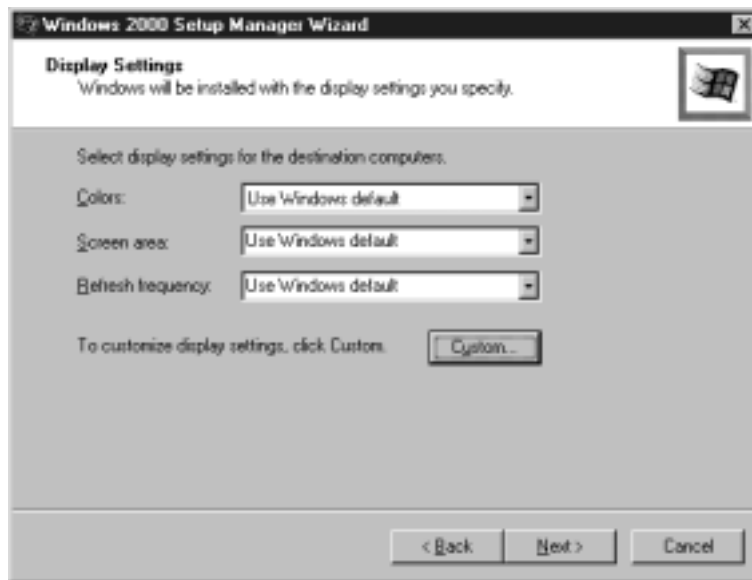 Windows 2000 Setup Manager Wizard
Display Settings
Windows will be installed with the display settings you specify.
Select display settings for the destination computers.
Colors: Use Windows default
Screen area: Use Windows default
Refresh frequency: Use Windows default
To customize display settings, click Custom. Custom...
< Back Next > Cancel